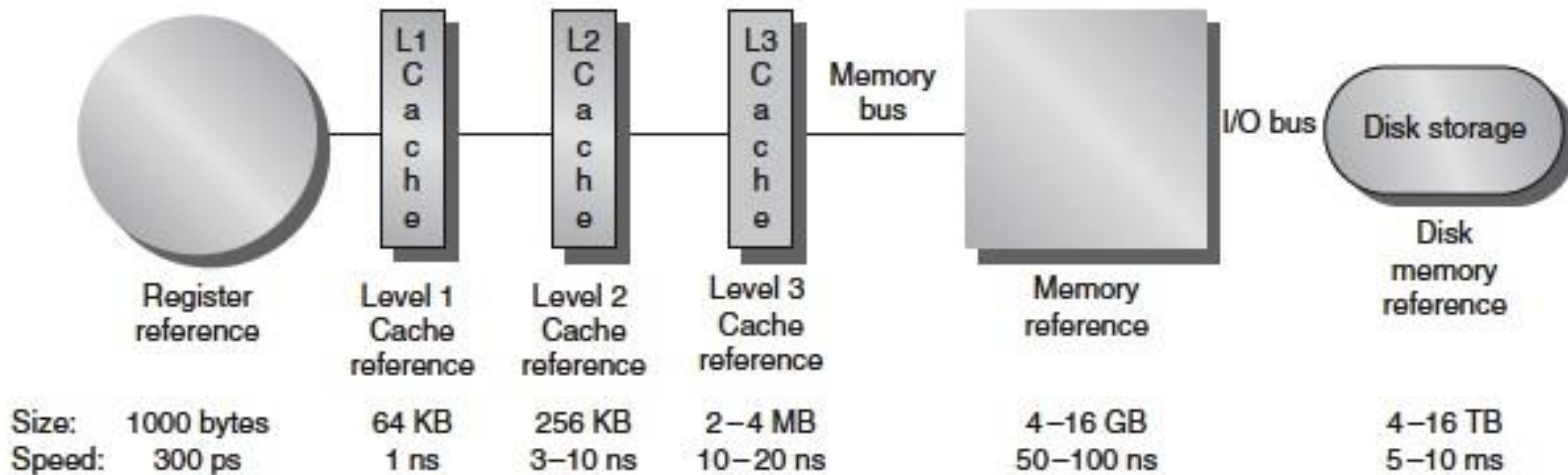 L1
C
a
c
h
e
L2
C
a
c
h
e
L3
C
a
c
h
e
Memory
bus
I/O bus
Disk storage
Register
reference
Level 1
Cache
reference
Level 2
Cache
reference
Level 3
Cache
reference
Memory
reference
Disk
memory
reference
Size: 1000 bytes 64 KB 256 KB 2–4 MB 4–16 GB 4–16 TB
Speed: 300 ps 1 ns 3–10 ns 10–20 ns 50–100 ns 5–10 ms